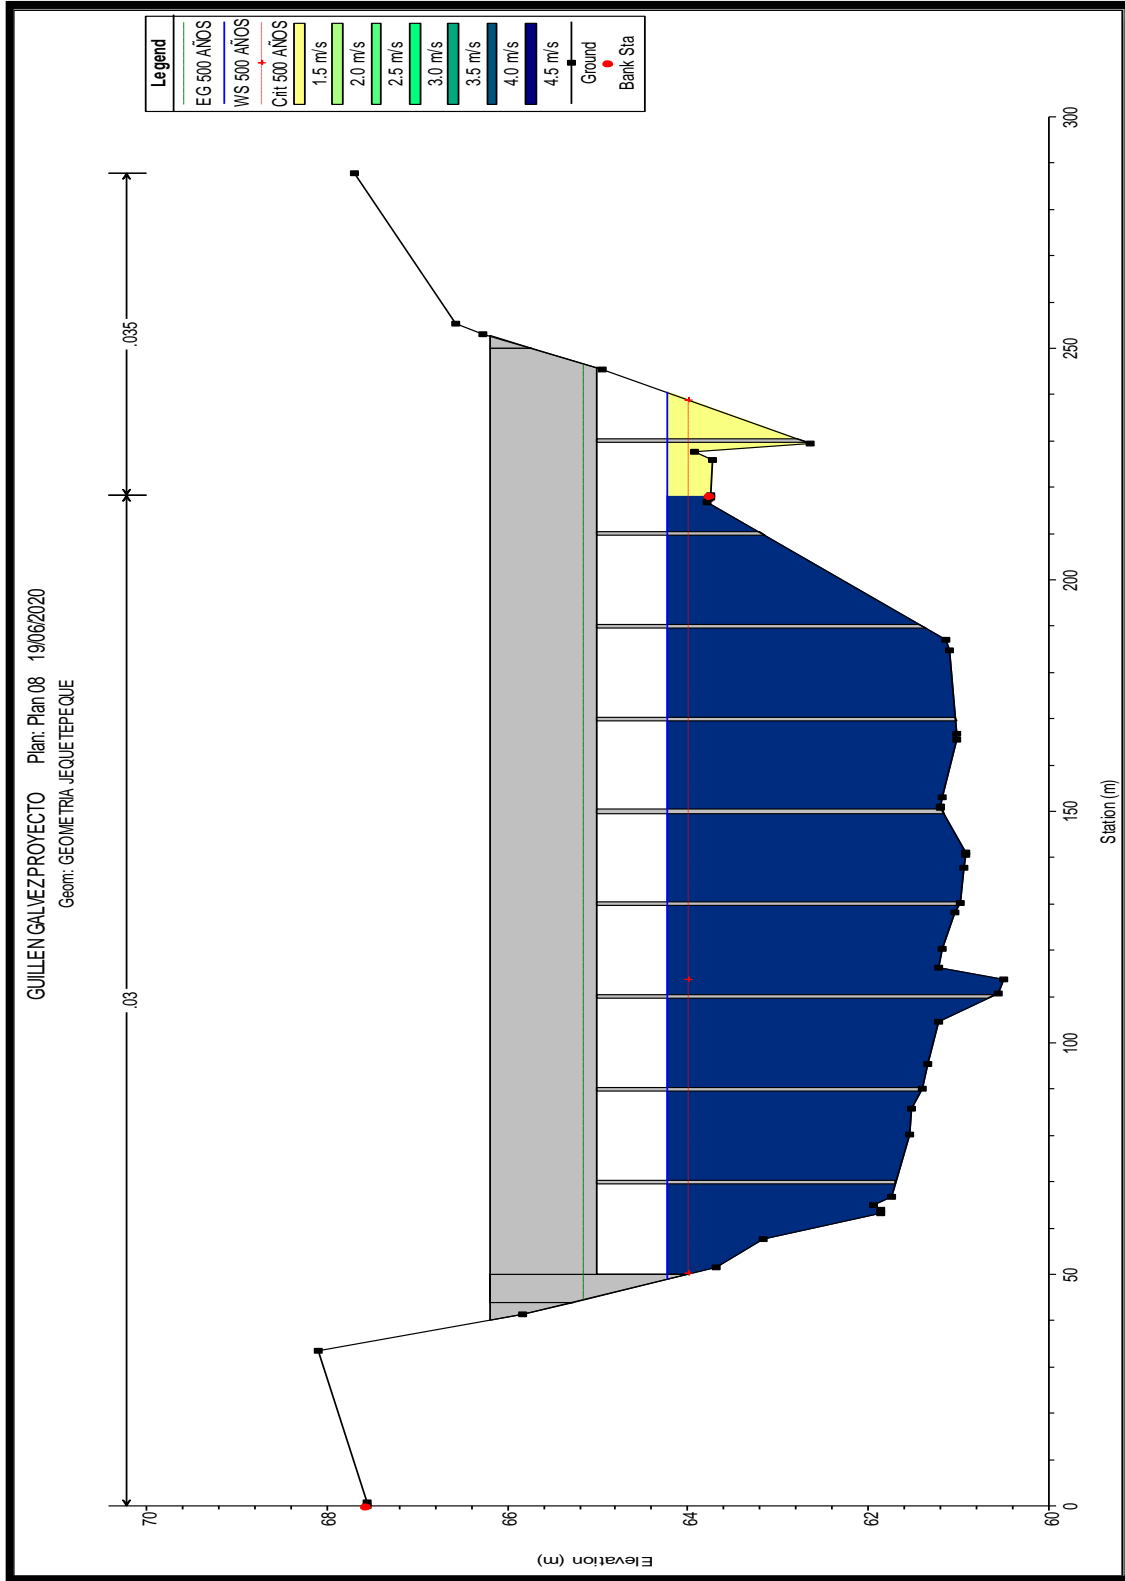 GUILLEN GALVEZ PROYECTO Plan: Plan 08 19/06/2020
Geom: GEOMETRIA JEQUETEPEQUE
.03
.035
Legend
EG 500 AÑOS
WS 500 AÑOS
Crit 500 AÑOS
1.5 m/s
2.0 m/s
2.5 m/s
3.0 m/s
3.5 m/s
4.0 m/s
4.5 m/s
Ground
Bank Sta
70
68
66
64
62
60
Elevation (m)
0
50
100
150
200
250
300
Station (m)